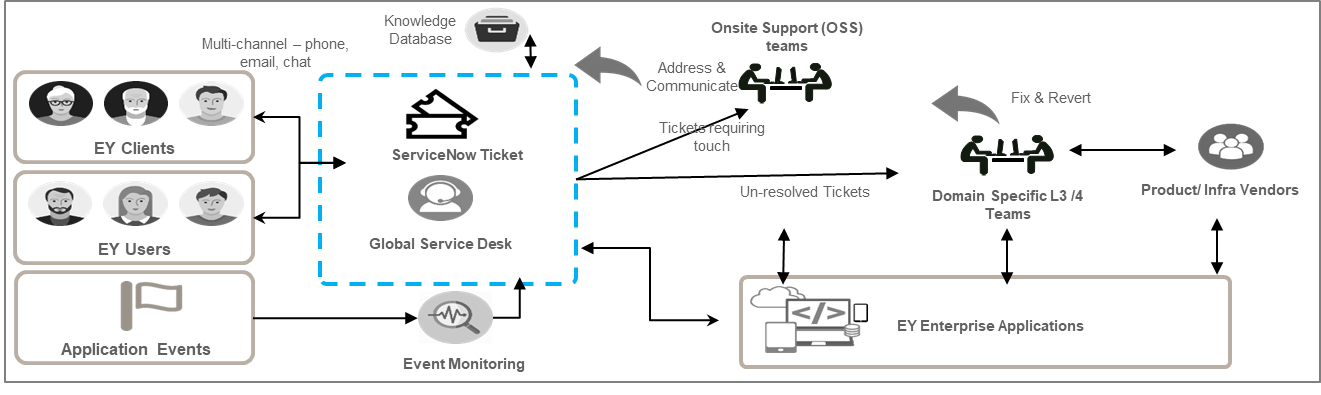 Knowledge
Database
Multi-channel – phone,
email, chat
EY Clients
EY Users
Application Events
ServiceNow Ticket
Global Service Desk
Event Monitoring
Onsite Support (OSS)
teams
Address &
Communicate
Tickets requiring
touch
Un-resolved Tickets
Fix & Revert
Domain Specific L3 /4
Teams
Product/ Infra Vendors
</>
EY Enterprise Applications